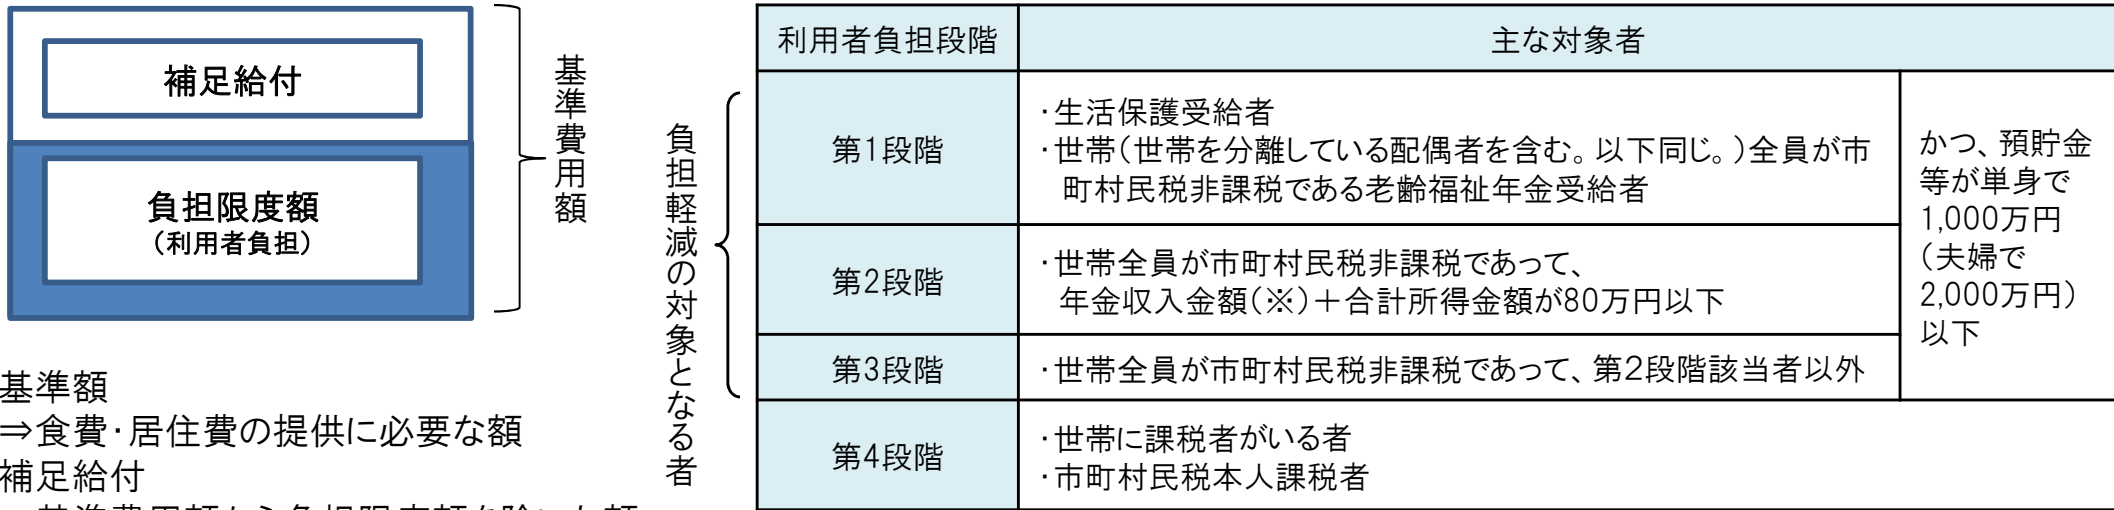 補足給付
負担限度額
(利用者負担)
基準費用額
基準額
⇒食費・居住費の提供に必要な額
補足給付
負担軽減の対象となる者
利用者負担段階
主な対象者
第1段階
・生活保護受給者
・世帯(世帯を分離している配偶者を含む。以下同じ。)全員が市
町村民税非課税である老齢福祉年金受給者
かつ、預貯金
等が単身で
1,000万円
(夫婦で
2,000万円)
以下
第2段階
・世帯全員が市町村民税非課税であって、
年金収入金額(※)+合計所得金額が80万円以下
第3段階
・世帯全員が市町村民税非課税であって、第2段階該当者以外
第4段階
・世帯に課税者がいる者
・市町村民税本人課税者